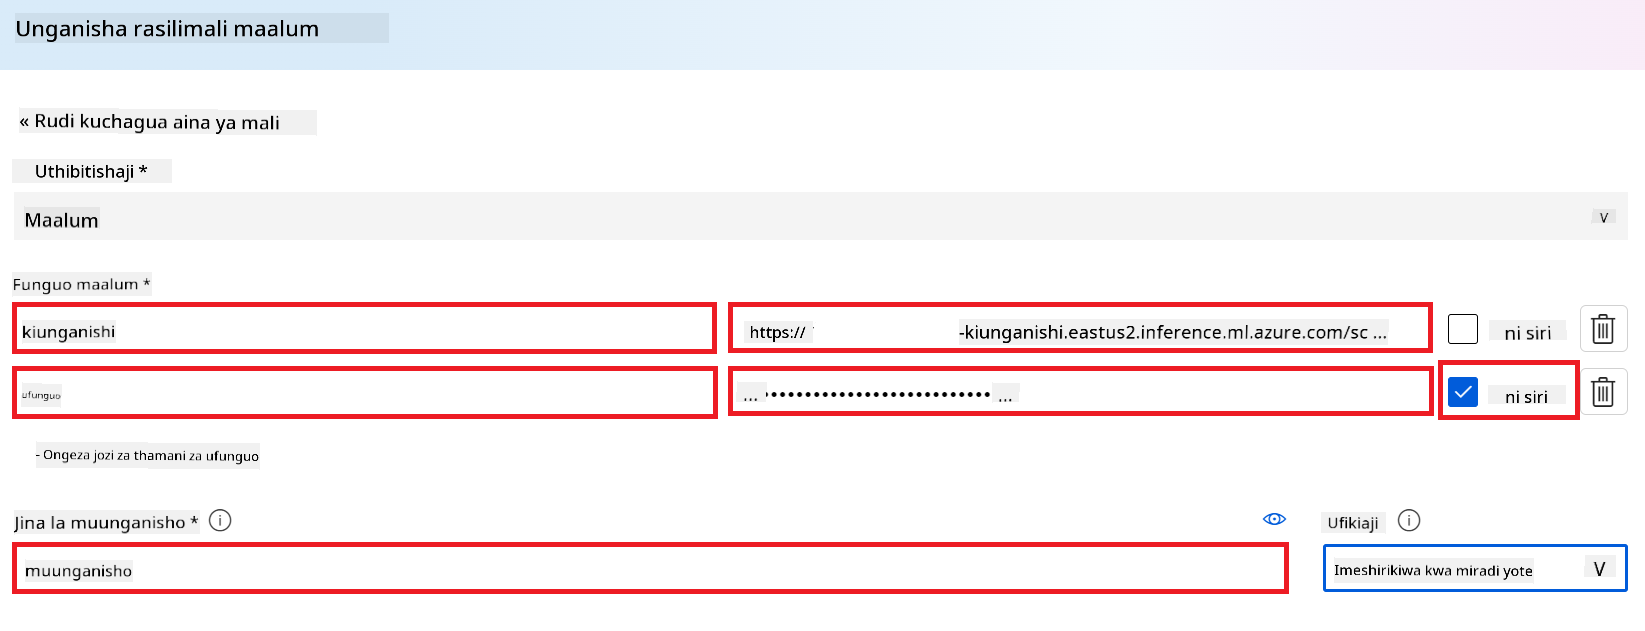 Unganisha rasilimali maalum
« Rudi kuchagua aina ya mali
Uthibitishaji *
Maalum V
Funguo maalum *
kiunganishi https:// -kiunganishi.eastus2.inference.ml.azure.com/sc ... ni siri
ufunguo ...••••••••••••••••••••••••••• ... ni siri
- Ongeza jozi za thamani za ufunguo
Jina la muunganisho * Ufikiaji
muunganisho Imeshirikiwa kwa miradi yote V